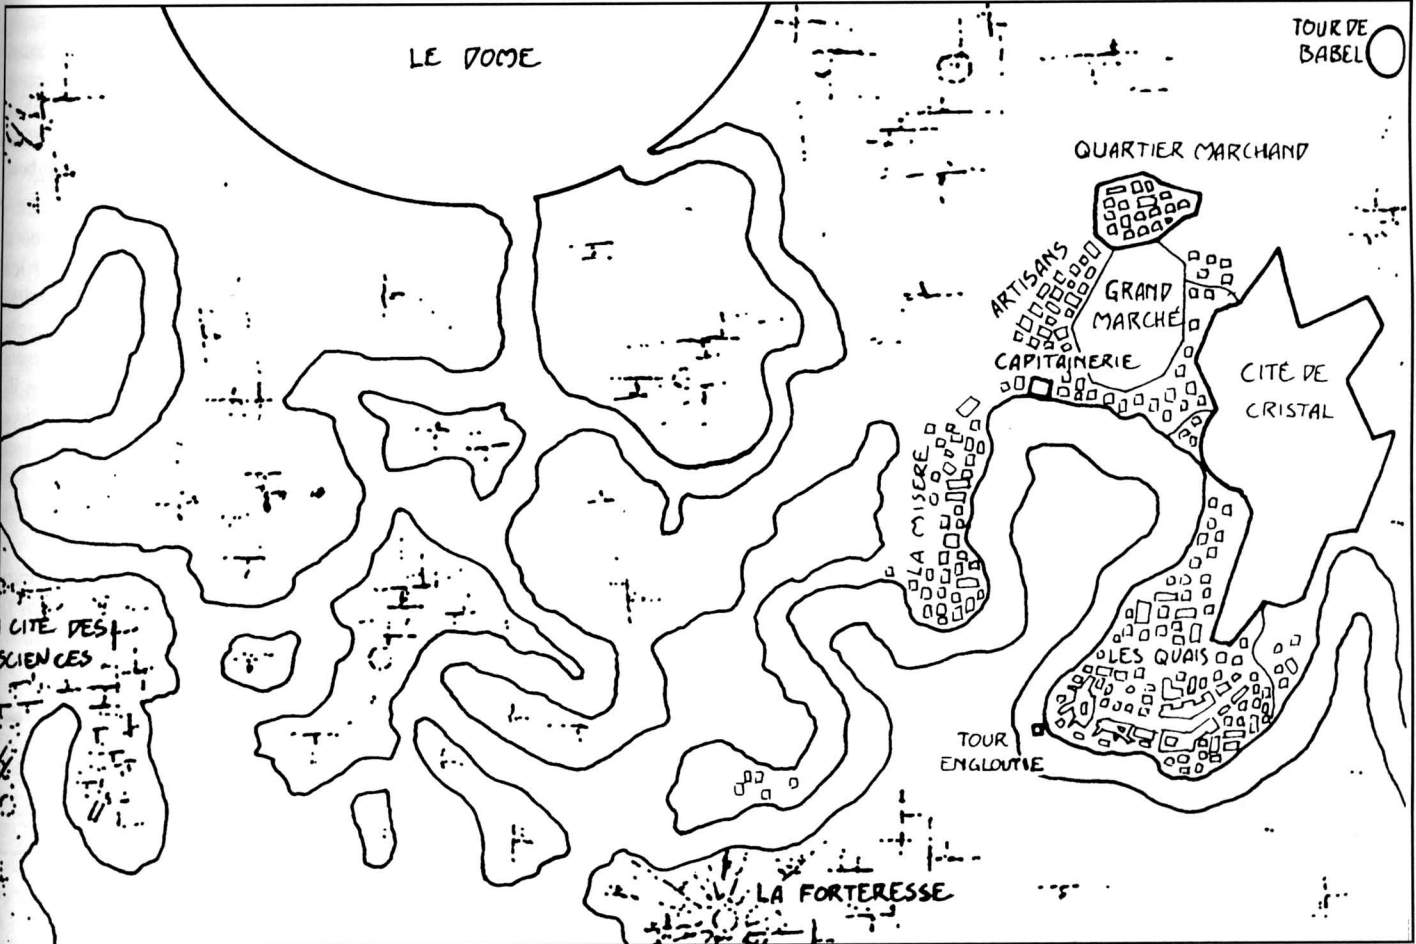 LE DOME
TOUR DE
BABEL
QUARTIER MARCHAND
ARTISANS
GRAND
MARCHÉ
CAPITAINERIE
CITÉ DE
CRISTAL
LA MISERE
CITÉ DES
SCIENCES
LES QUAIS
TOUR
ENGLOUTIE
LA FORTERESSE